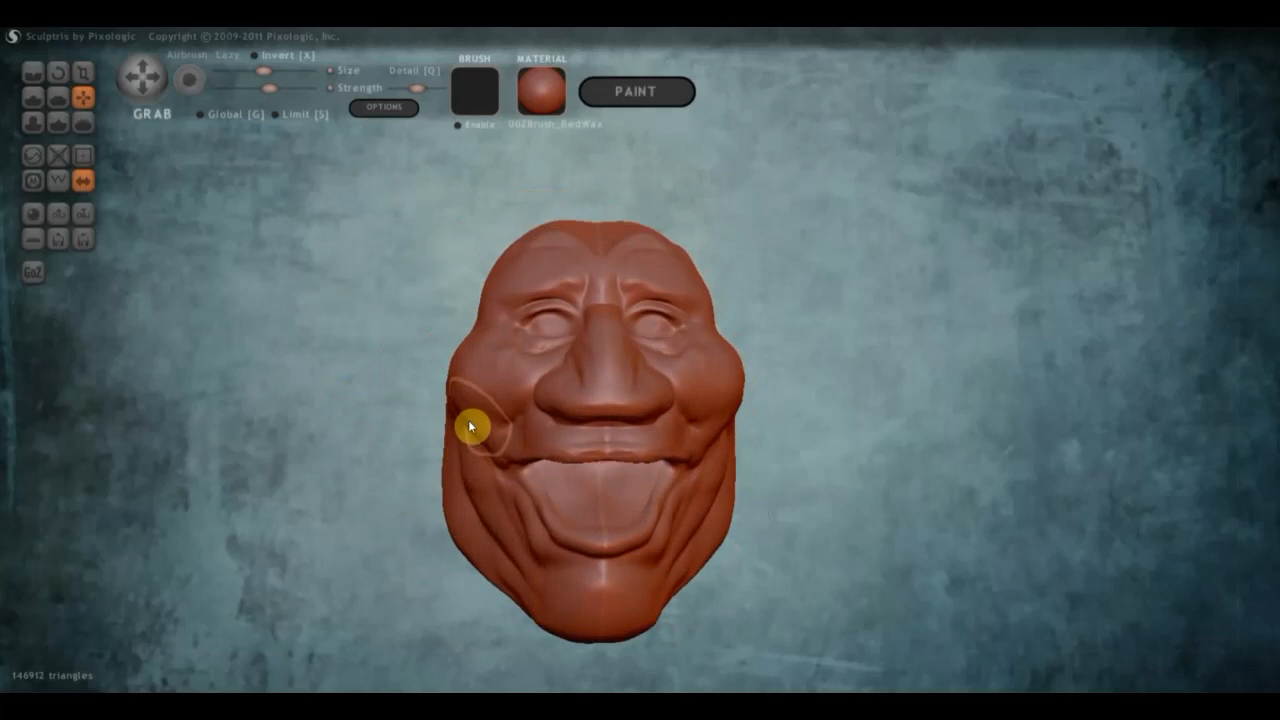 Sculptris by Pixologic Copyright © 2009-2011 Pixologic, Inc.
Airbrush Lazy Invert [X]
BRUSH MATERIAL
Size Detail [Q]
Strength
PAINT
OPTIONS
GRAB Global [G] Limit [S]
Enable
GoZ
146912 triangles